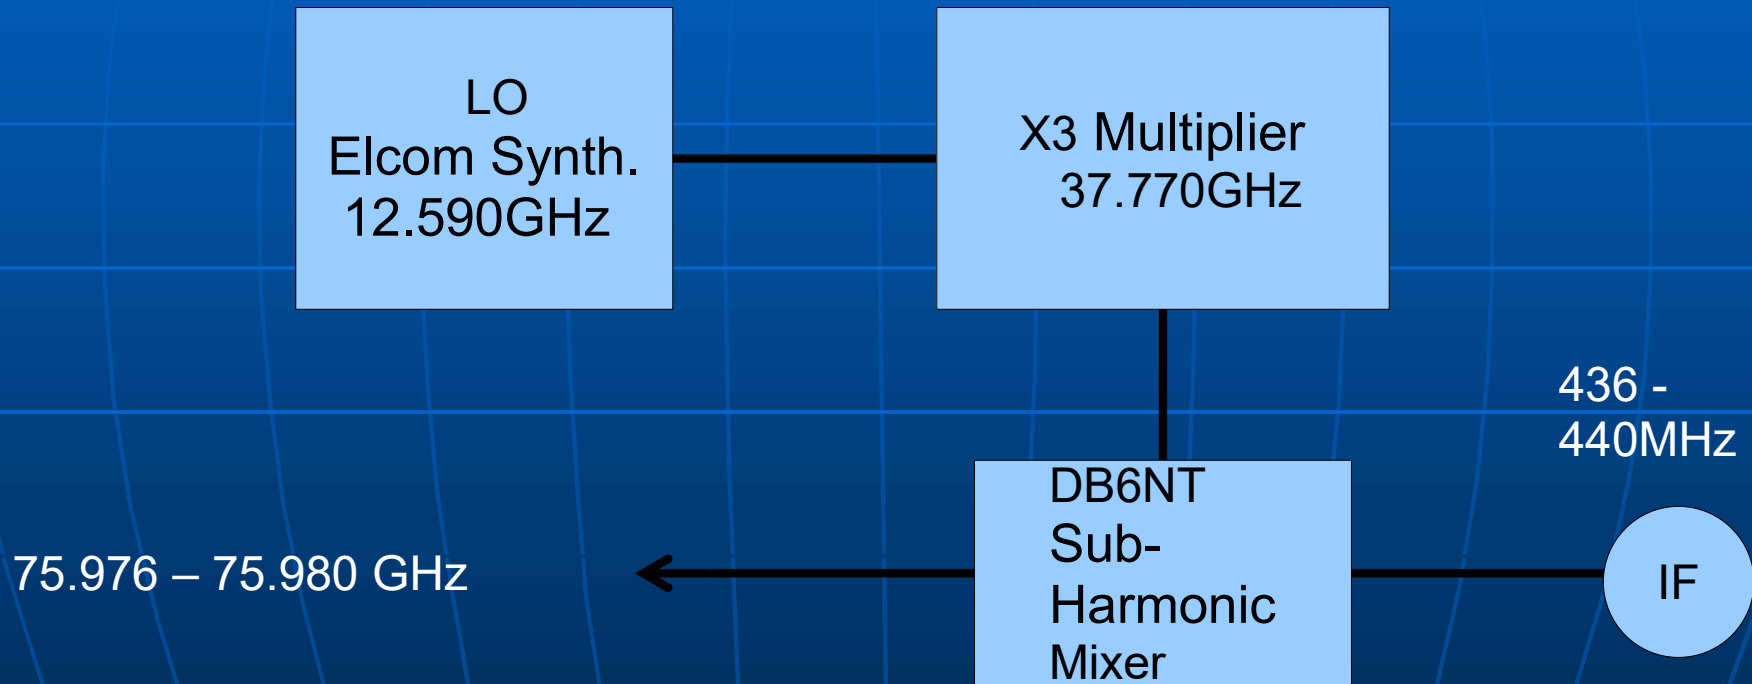 LO
Elcom Synth.
12.590GHz
X3 Multiplier
37.770GHz
436 -
440MHz
DB6NT
Sub-
Harmonic
Mixer
75.976 – 75.980 GHz
IF